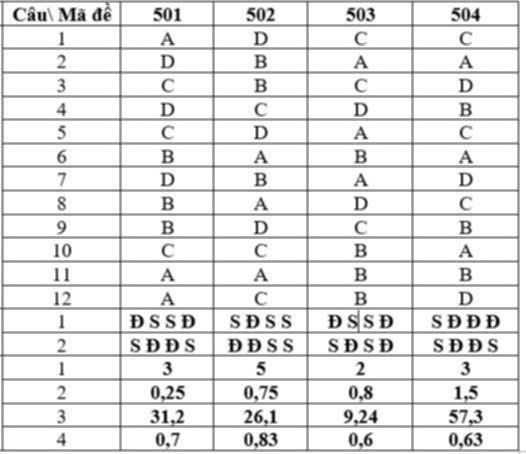 Câu\ Mã đề 501 502 503 504
1 A D C C
2 D B A A
3 C B C D
4 D C D B
5 C D A C
6 B A B A
7 D B A D
8 B A D C
9 B D C B
10 C C B A
11 A A B B
12 A C B D
1 Đ S S Đ S Đ S S Đ S S Đ S Đ Đ Đ
2 S Đ Đ S Đ Đ S S S Đ S Đ S Đ Đ S
1 3 5 2 3
2 0,25 0,75 0,8 1,5
3 31,2 26,1 9,24 57,3
4 0,7 0,83 0,6 0,63